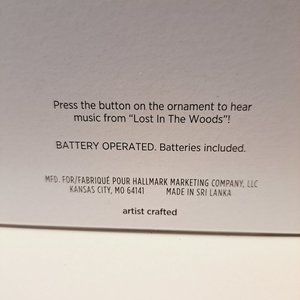 Press the button on the ornament to hear
music from "Lost In The Woods"!
BATTERY OPERATED. Batteries included.
MFD. FOR/FABRIQUÉ POUR HALLMARK MARKETING COMPANY, LLC
KANSAS CITY, MO 64141 MADE IN SRI LANKA
artist crafted